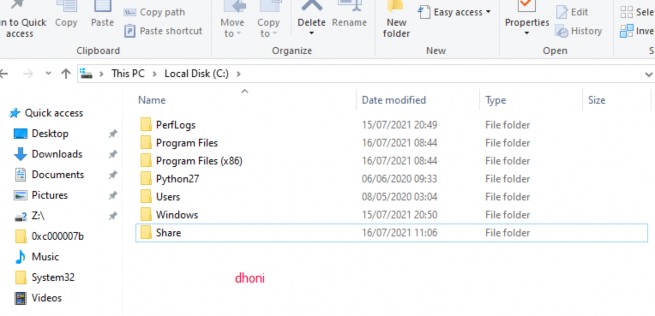 n to Quick access
Copy
Paste
Copy path
Paste shortcut
Move to
Copy to
Delete
Rename
New folder
Easy access
Properties
Edit
History
Sele
Inve
Clipboard
Organize
New
Open
Sel
This PC > Local Disk (C:) >
Name Date modified Type Size
Quick access
Desktop
Downloads
Documents
Pictures
Z:\
0xc000007b
Music
System32
Videos
PerfLogs 15/07/2021 20:49 File folder
Program Files 16/07/2021 08:44 File folder
Program Files (x86) 16/07/2021 08:44 File folder
Python27 06/06/2020 09:33 File folder
Users 08/05/2020 03:04 File folder
Windows 15/07/2021 20:50 File folder
Share 16/07/2021 11:06 File folder
dhoni